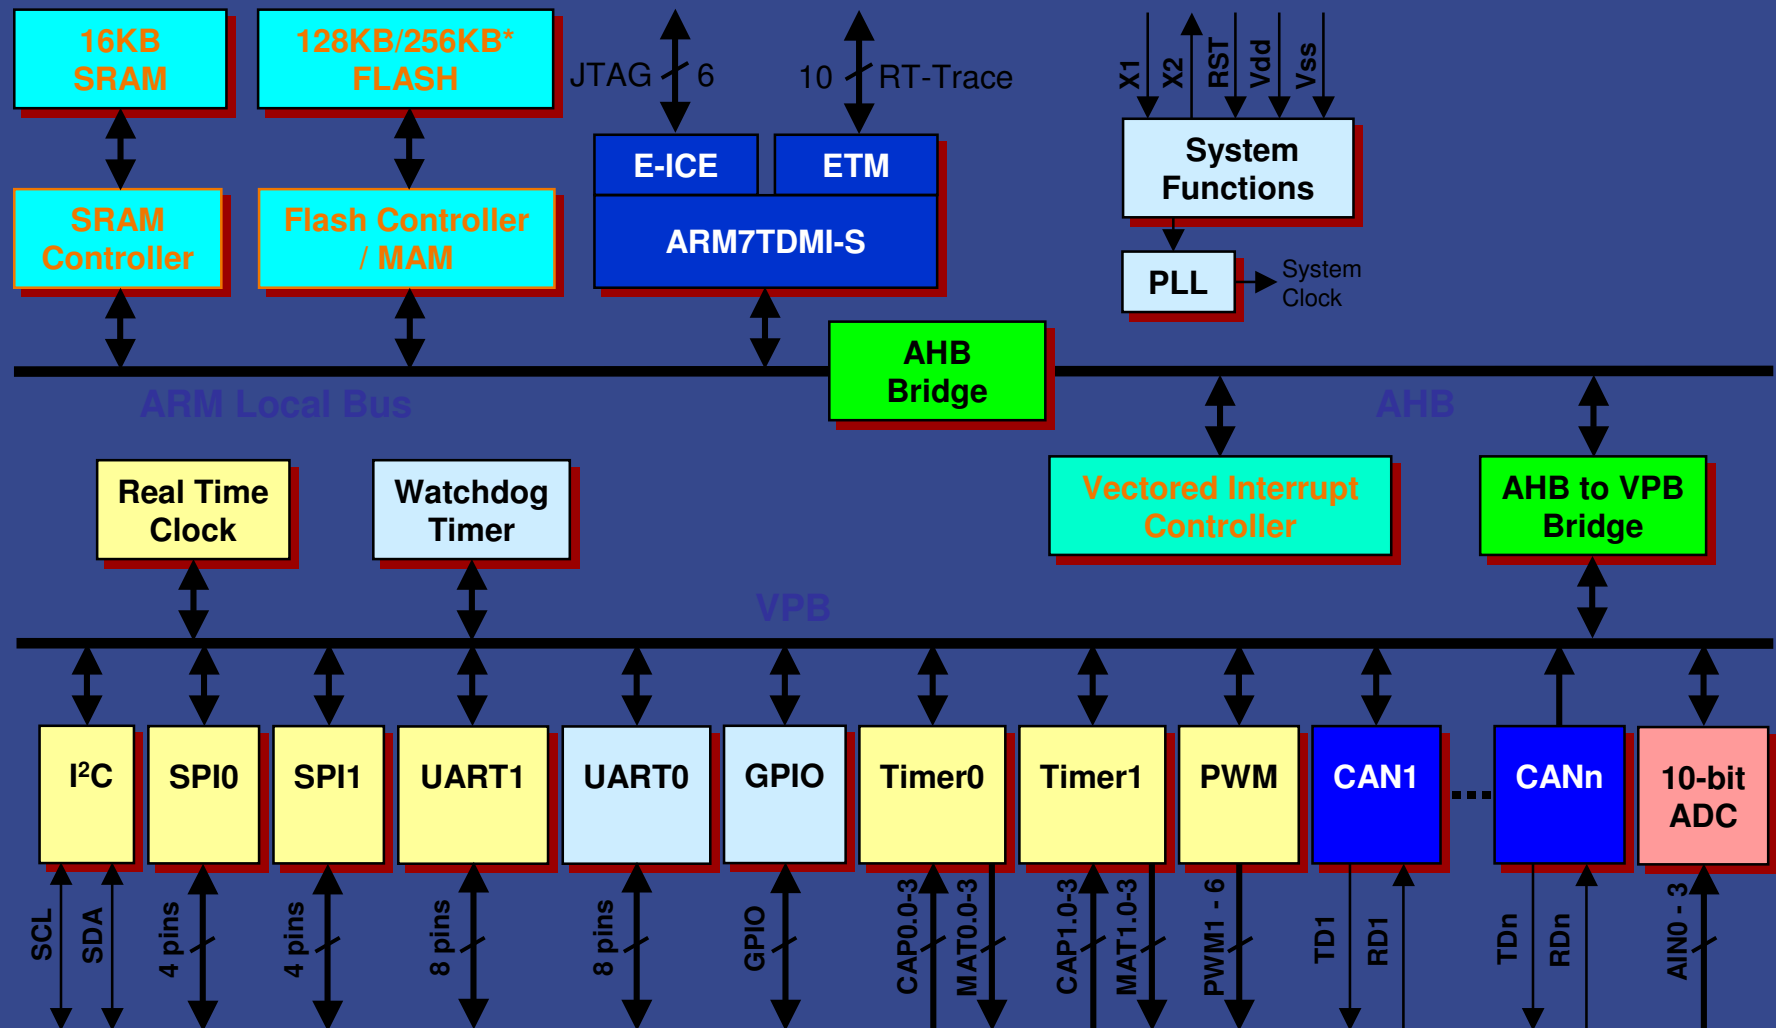 16KB
SRAM
128KB/256KB*
FLASH
JTAG
6
10
RT-Trace
X1
X2
RST
Vdd
Vss
E-ICE
ETM
ARM7TDMI-S
System
Functions
SRAM
Controller
Flash Controller
/ MAM
PLL
System
Clock
AHB
Bridge
ARM Local Bus
AHB
Real Time
Clock
Watchdog
Timer
Vectored Interrupt
Controller
AHB to VPB
Bridge
VPB
I²C
SPI0
SPI1
UART1
UART0
GPIO
Timer0
Timer1
PWM
CAN1
CANn
10-bit
ADC
SCL
SDA
4 pins
4 pins
8 pins
8 pins
GPIO
CAP0.0-3
MAT0.0-3
CAP1.0-3
MAT1.0-3
PWM1 - 6
TD1
RD1
TDn
RDn
AIN0 - 3